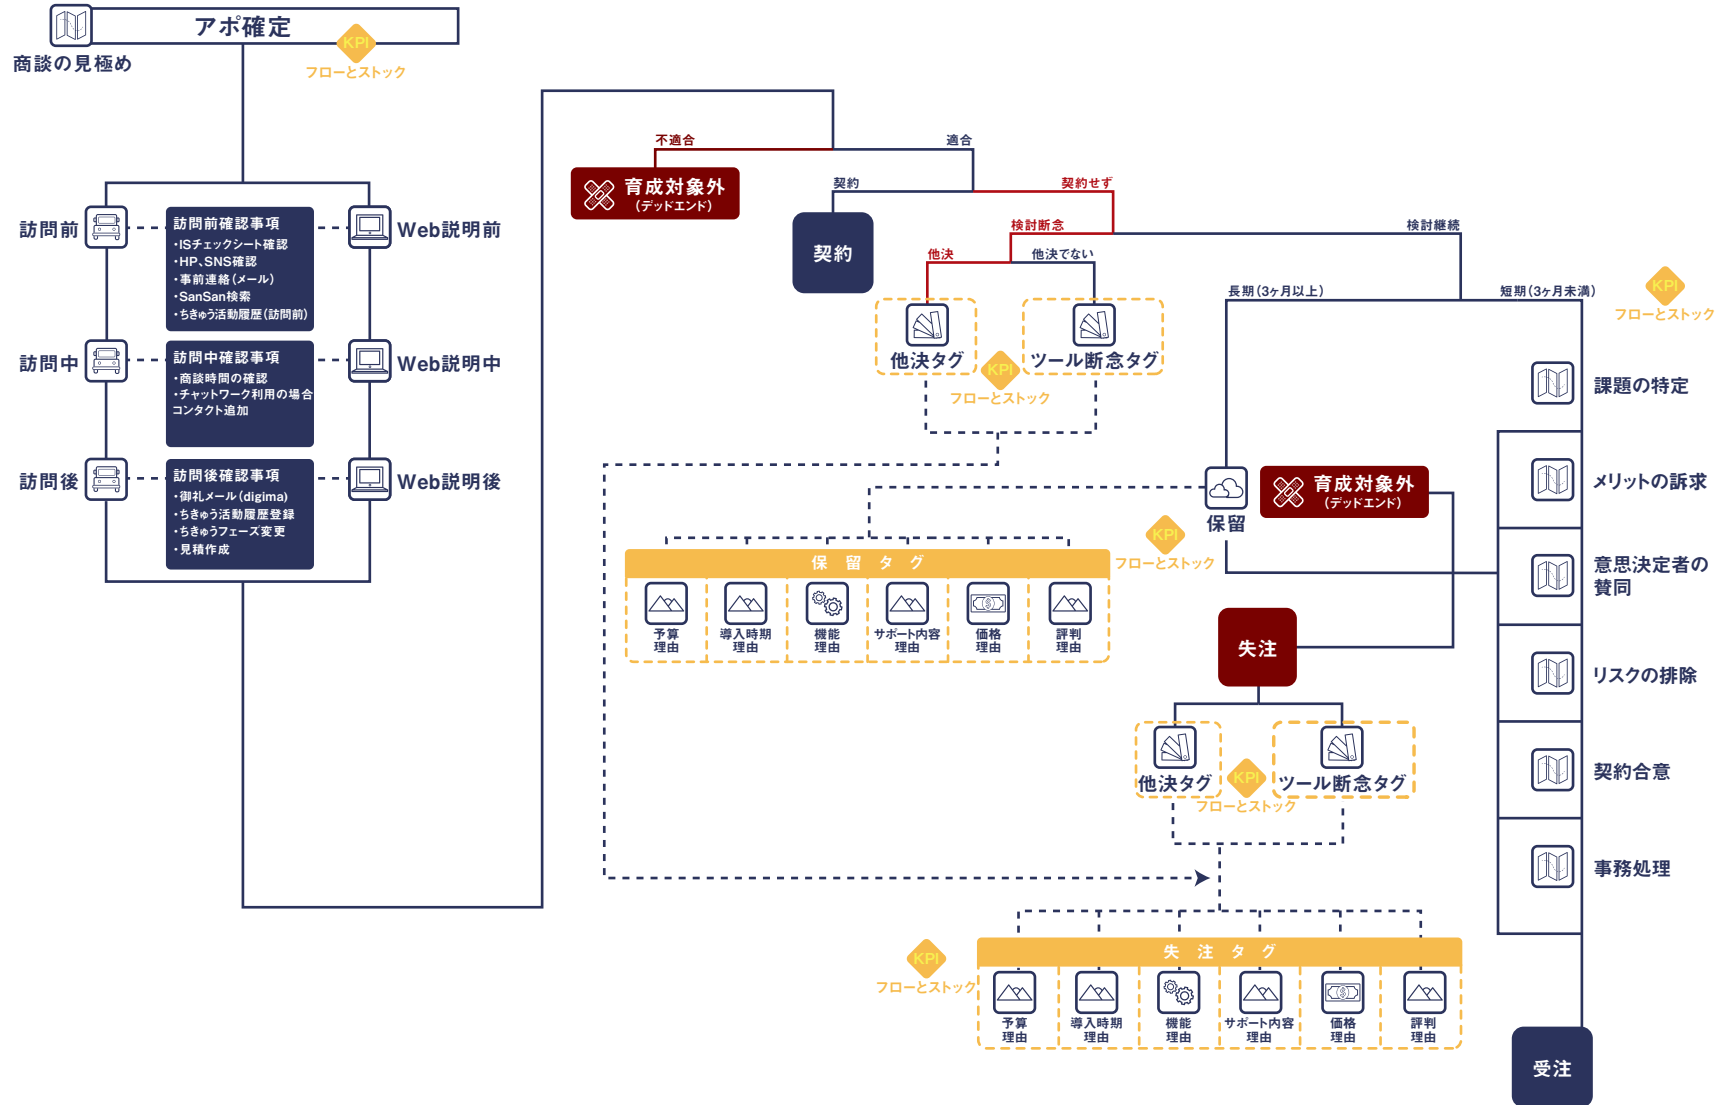 アポ確定
商談の見極め
KPI
フローとストック
訪問前
訪問前確認事項
・ISチェックシート確認
・HP、SNS確認
・事前連絡(メール)
・SanSan検索
・ちきゅう活動履歴(訪問前)
Web説明前
訪問中
訪問中確認事項
・商談時間の確認
・チャットワーク利用の場合
コンタクト追加
Web説明中
訪問後
訪問後確認事項
・御礼メール(digima)
・ちきゅう活動履歴登録
・ちきゅうフェーズ変更
・見積作成
Web説明後
不適合
適合
育成対象外
(デッドエンド)
契約
契約せず
契約
検討断念
検討継続
他決
他決でない
他決タグ
ツール断念タグ
KPI
フローとストック
長期(3ヶ月以上)
短期(3ヶ月未満)
KPI
フローとストック
保留
育成対象外
(デッドエンド)
KPI
フローとストック
保留タグ
予算
理由
導入時期
理由
機能
理由
サポート内容
理由
価格
理由
評判
理由
失注
他決タグ
ツール断念タグ
KPI
フローとストック
KPI
フローとストック
失注タグ
予算
理由
導入時期
理由
機能
理由
サポート内容
理由
価格
理由
評判
理由
課題の特定
メリットの訴求
意思決定者の
賛同
リスクの排除
契約合意
事務処理
受注